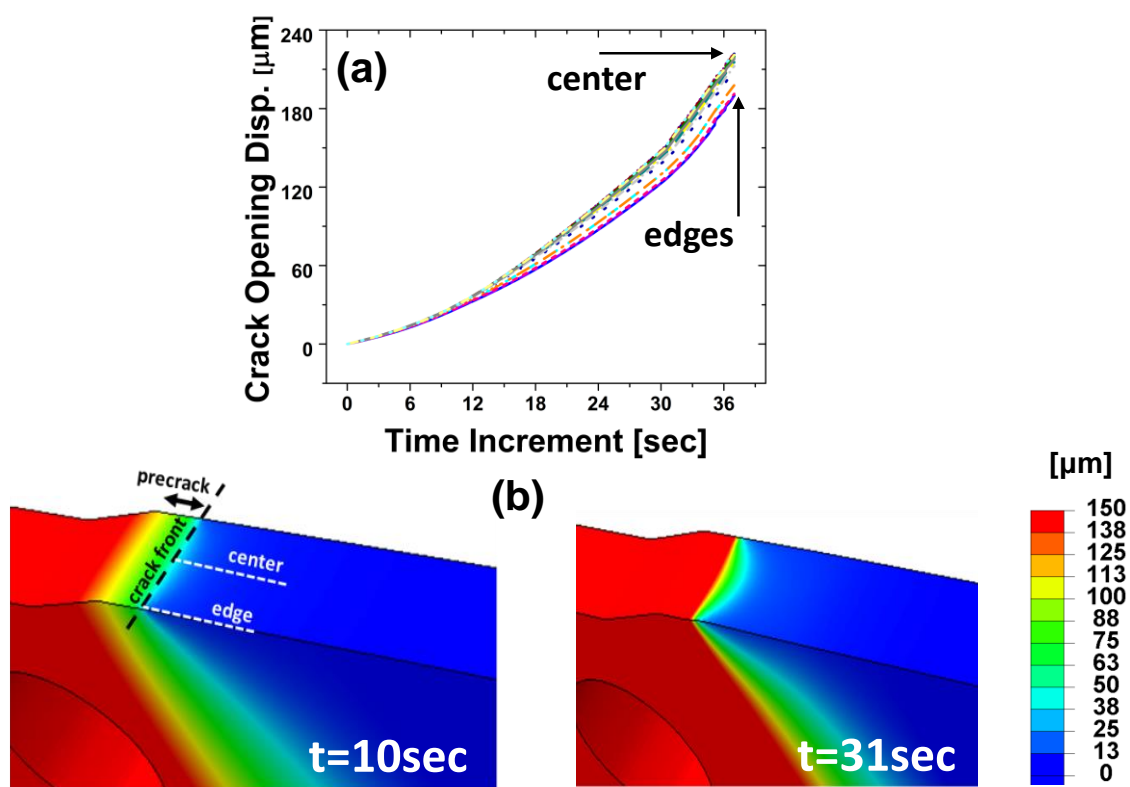 Crack Opening Disp. [µm]
240
180
120
60
0
(a)
center
edges
0 6 12 18 24 30 36
Time Increment [sec]
(b)
precrack
crack front
center
edge
t=10sec
t=31sec
[µm]
150
138
125
113
100
88
75
63
50
38
25
13
0